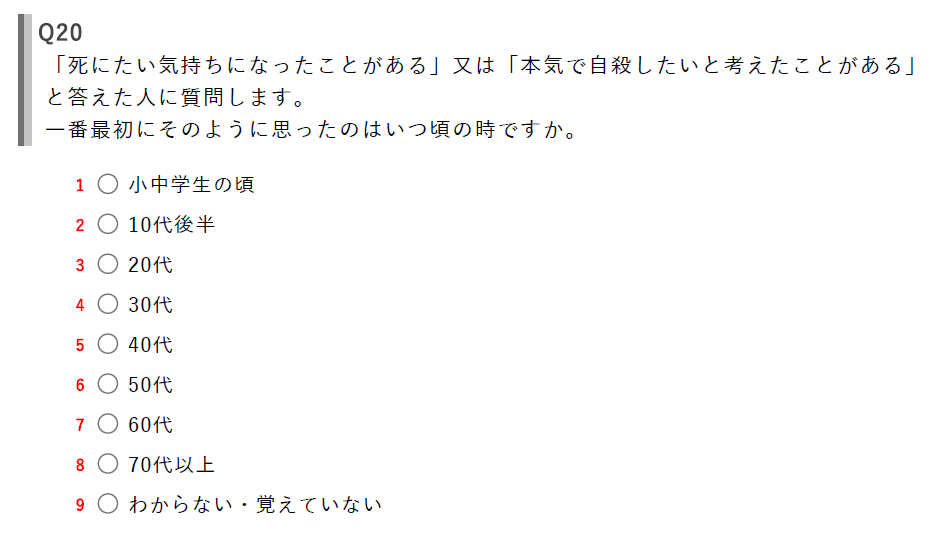 Q20
「死にたい気持ちになったことがある」又は「本気で自殺したいと考えたことがある」
と答えた人に質問します。
一番最初にそのように思ったのはいつ頃の時ですか。
1 小中学生の頃
2 10代後半
3 20代
4 30代
5 40代
6 50代
7 60代
8 70代以上
9 わからない・覚えていない